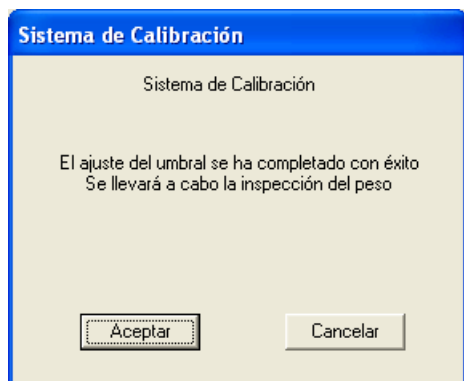 Sistema de Calibración
Sistema de Calibración
El ajuste del umbral se ha completado con éxito
Se llevará a cabo la inspección del peso
Aceptar
Cancelar